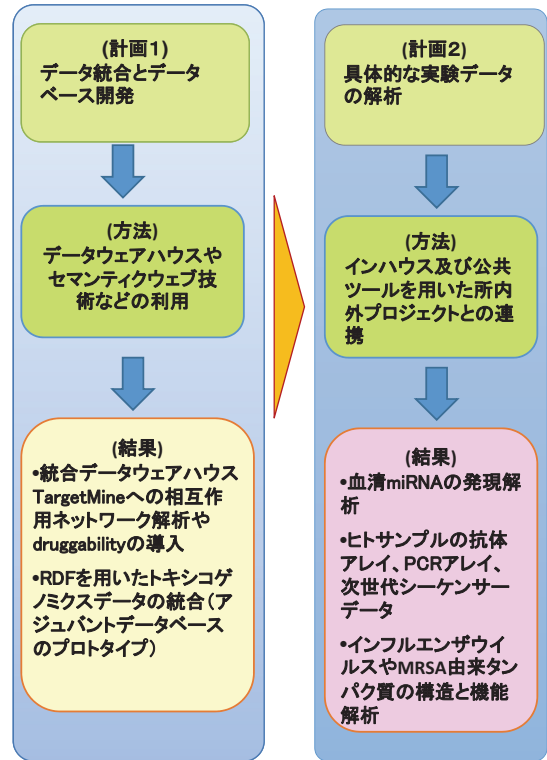 (計画１)
データ統合とデータ
ベース開発
(方法)
データウェアハウスや
セマンティクウェブ技
術などの利用
(結果)
•統合データウェアハウス
TargetMineへの相互作
用ネットワーク解析や
druggabilityの導入
•RDFを用いたトキシコゲ
ノミクスデータの統合（ア
ジュバントデータベース
のプロトタイプ）
(計画２)
具体的な実験データ
の解析
(方法)
インハウス及び公共
ツールを用いた所内
外プロジェクトとの連
携
(結果)
•血清miRNAの発現解
析
•ヒトサンプルの抗体
アレイ、PCRアレイ、
次世代シーケンサー
データ
•インフルエンザウイ
ルスやMRSA由来タン
パク質の構造と機能
解析